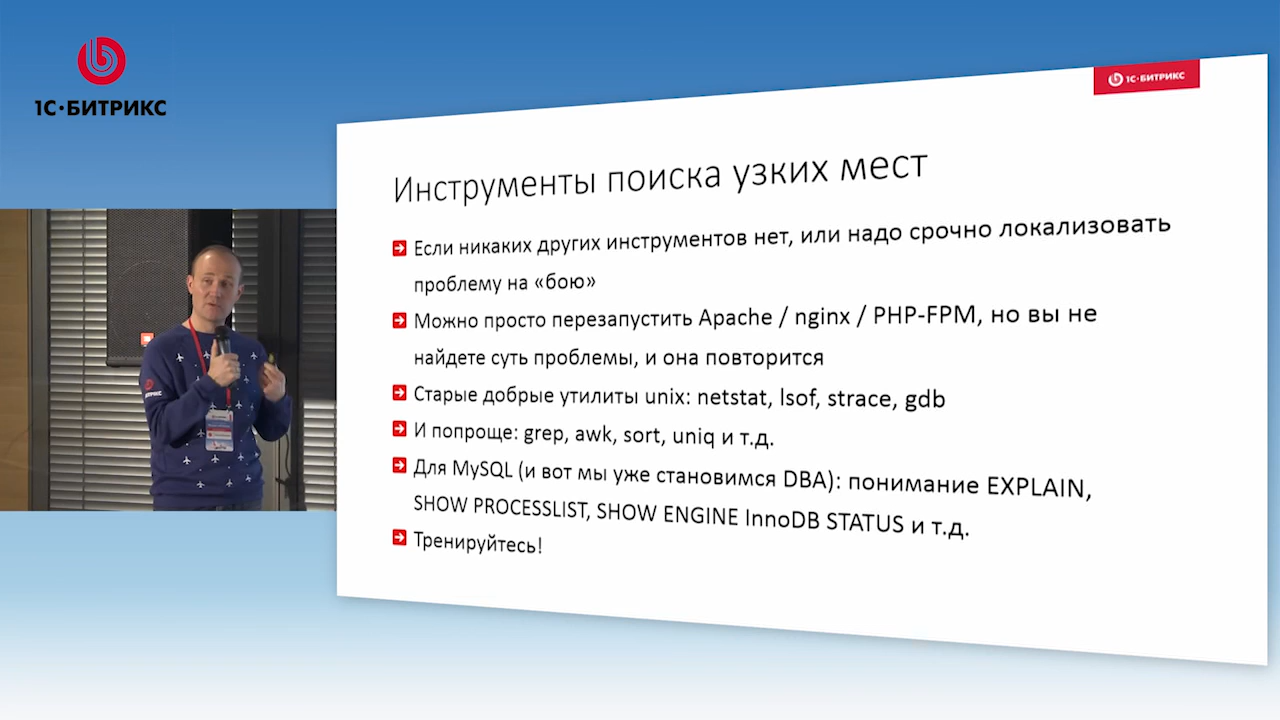 1С·БИТРИКС
1С·БИТРИКС
Инструменты поиска узких мест
Если никаких других инструментов нет, или надо срочно локализовать
проблему на «бою»
Можно просто перезапустить Apache / nginx / PHP-FPM, но вы не
найдете суть проблемы, и она повторится
Старые добрые утилиты unix: netstat, lsof, strace, gdb
И попроще: grep, awk, sort, uniq и т.д.
Для MySQL (и вот мы уже становимся DBA): понимание EXPLAIN,
SHOW PROCESSLIST, SHOW ENGINE InnoDB STATUS и т.д.
Тренируйтесь!